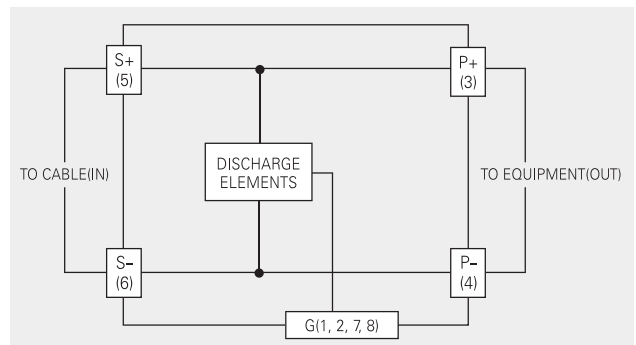 S+
(5)
P+
(3)
TO CABLE(IN)
DISCHARGE
ELEMENTS
TO EQUIPMENT(OUT)
S−
(6)
P−
(4)
G(1, 2, 7, 8)